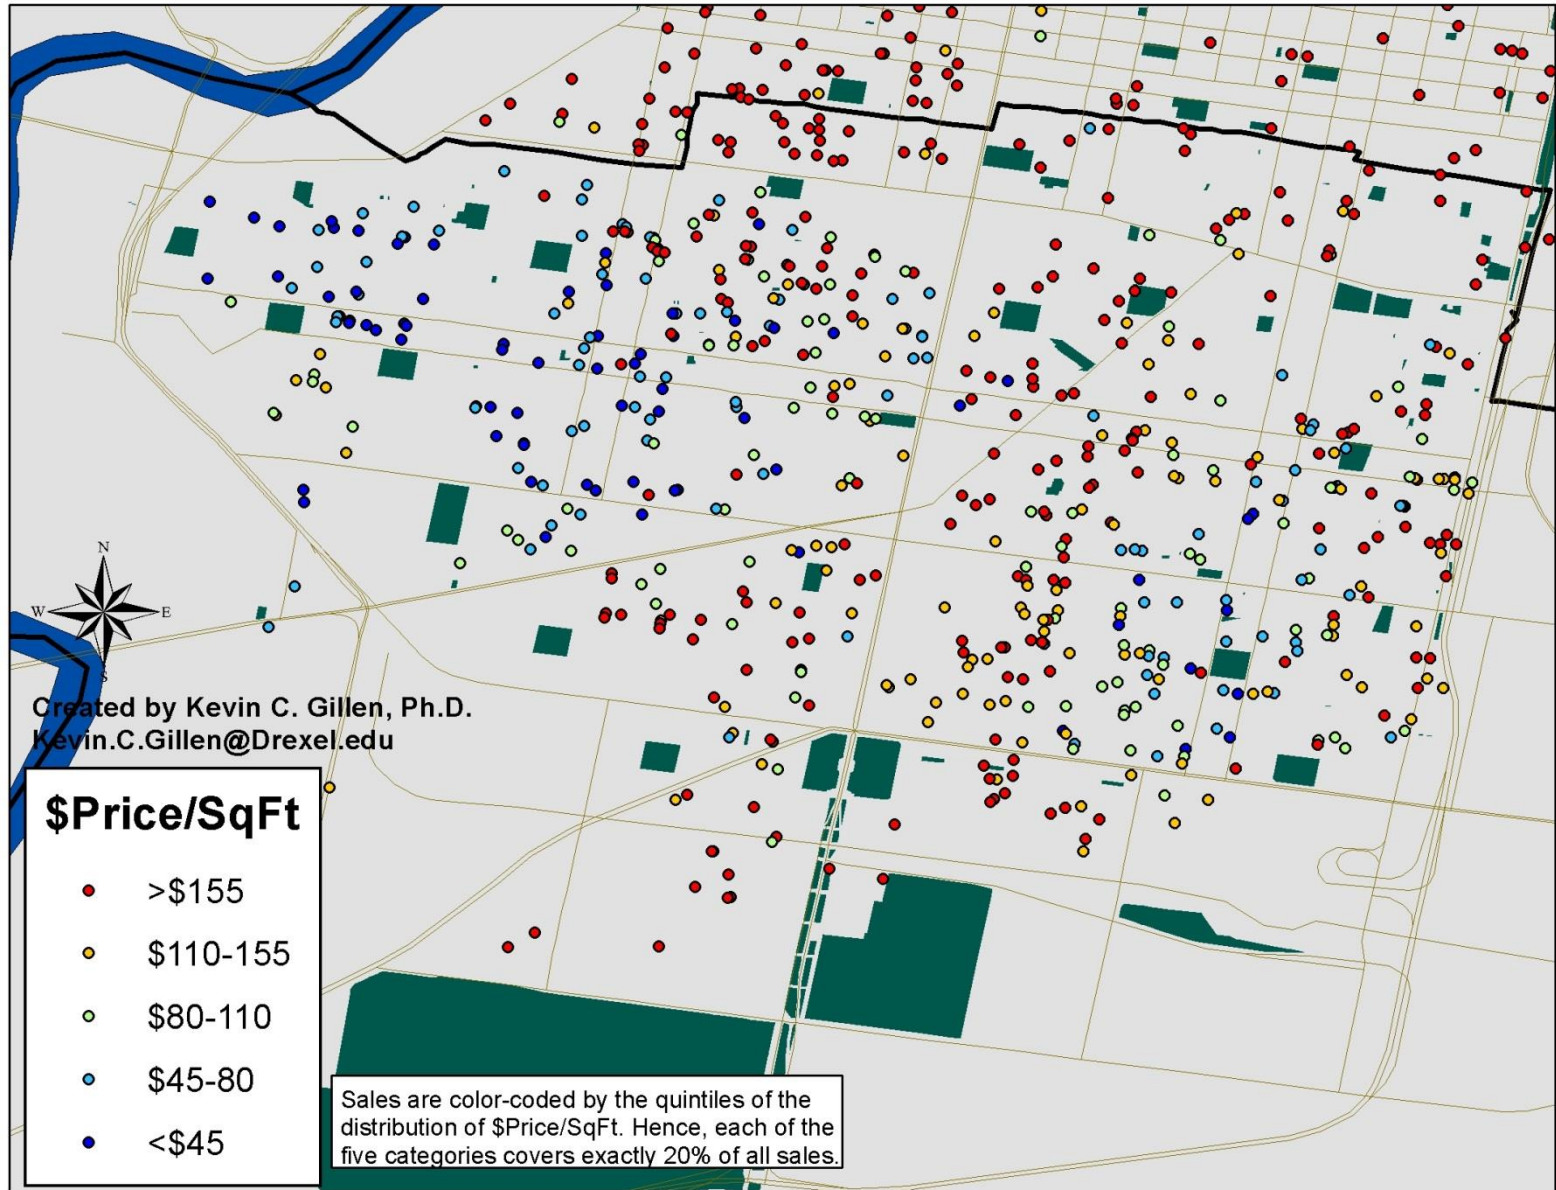 N
W
E
S
Created by Kevin C. Gillen, Ph.D.
Kevin.C.Gillen@Drexel.edu
$Price/SqFt
>$155
$110-155
$80-110
$45-80
<$45
Sales are color-coded by the quintiles of the
distribution of $Price/SqFt. Hence, each of the
five categories covers exactly 20% of all sales.